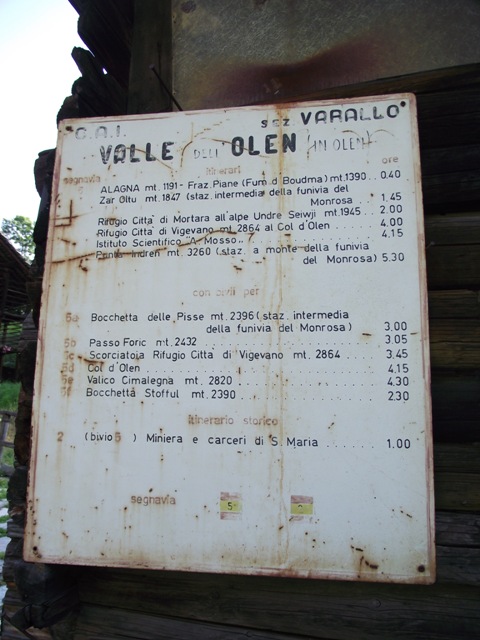 C.A.I. sez VARALLO
VALLE DELL' OLEN (IN OLEN)
itinerari
segnavia ore
ALAGNA mt. 1191 - Fraz. Piane (Fum d Boudma) mt.1390.. 0.40
Zar Oltu mt. 1847 (staz. intermedia della funivia del
Monrosa) ... 1.45
Rifugio Citta' di Mortara all'alpe Undre Seiwji mt.1945.. 2.00
Rifugio Citta' di Vigevano mt. 2864 al Col d'Olen ..... 4.00
Istituto Scientifico "A. Mosso.. ............ 4.15
Punta Indren mt. 3260 (staz. a monte della funivia
del Monrosa) 5.30
con bivii per
5a Bocchetta delle Pisse mt. 2396 (staz. intermedia
della funivia del Monrosa) 3.00
5b Passo Foric mt. 2432 ............ 3.05
Scorciatoia Rifugio Citta di Vigevano mt. 2864 ..... 3.45
5d Col d'Olen ............ 4.15
5e Valico Cimalegna mt. 2820 ............ 4.30
5f Bocchetta Stofful mt. 2390 ............ 2.30
itinerario storico
2 (bivio 5 ) Miniera e carceri di S. Maria ....... 1.00
segnavia 5